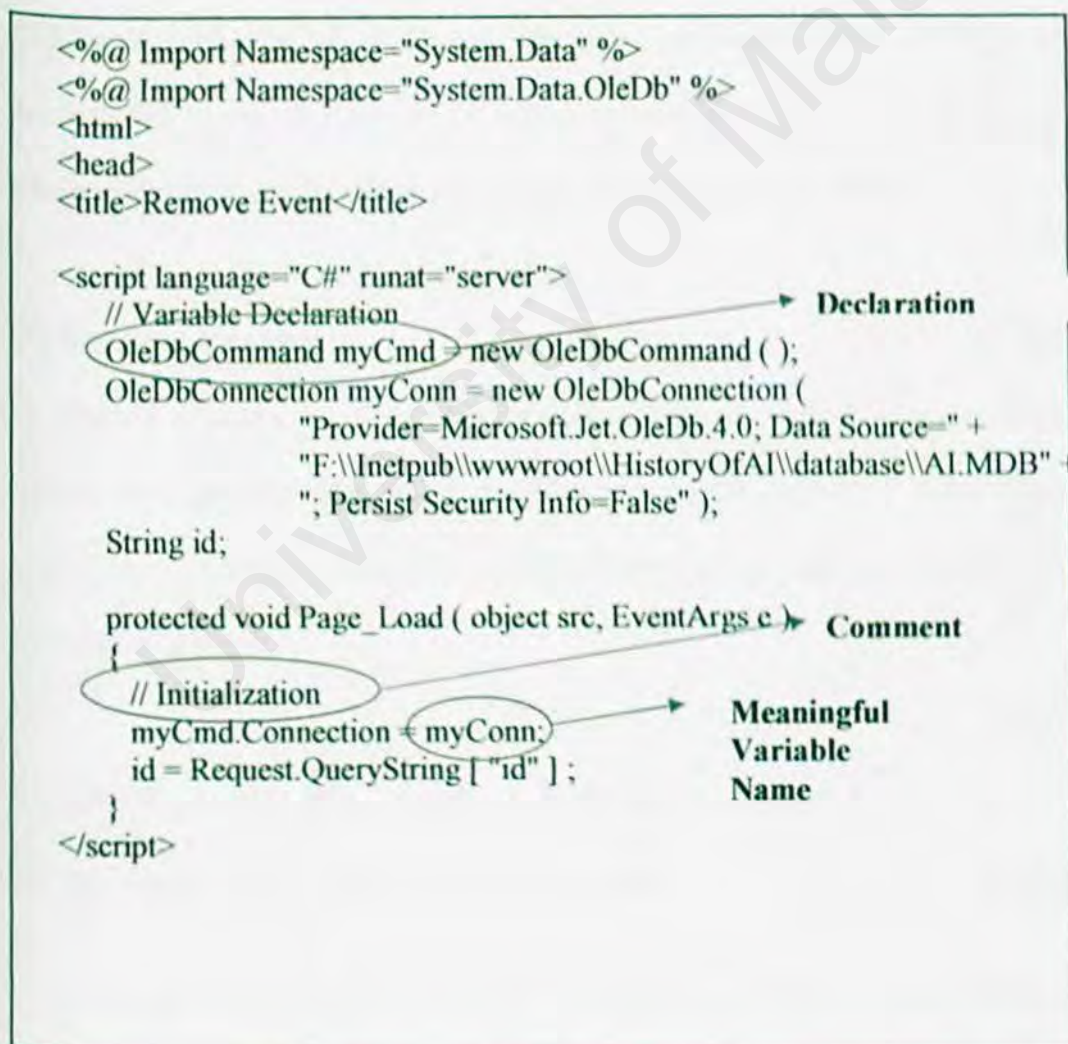 <%@ Import Namespace="System.Data" %>
<%@ Import Namespace="System.Data.OleDb" %>
<html>
<head>
<title>Remove Event</title>
<script language="C#" runat="server">
// Variable Declaration
Declaration
OleDbCommand myCmd = new OleDbCommand ( );
OleDbConnection myConn = new OleDbConnection (
"Provider=Microsoft.Jet.OleDb.4.0; Data Source=" +
"F:\\Inetpub\\wwwroot\\HistoryOfAI\\database\\AI.MDB" +
"; Persist Security Info=False" );
String id;
protected void Page_Load ( object src, EventArgs e )
Comment
{
// Initialization
myCmd.Connection = myConn;
id = Request.QueryString [ "id" ] ;
}
</script>
Meaningful
Variable
Name
University of Mala